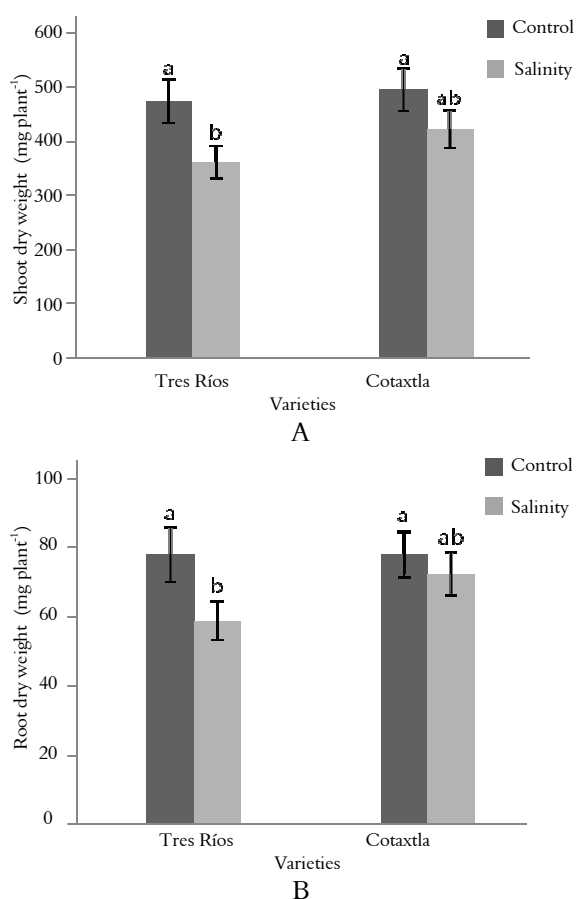 600
500
400
300
200
100
0
Shoot dry weight (mg plant⁻¹)
Control
Salinity
a
b
a
ab
Tres Ríos
Cotaxtla
Varieties
A
100
80
60
40
20
0
Root dry weight (mg plant⁻¹)
Control
Salinity
a
b
a
ab
Tres Ríos
Cotaxtla
Varieties
B